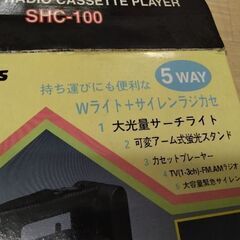 RADIO CASSETTE PLAYER
SHC-100
5 WAY
持ち運びにも便利な
Wライト+サイレンラジカセ
1 大光量サーチライト
2 可変アーム式蛍光スタンド
3 カセットプレーヤー
4 TV(1-3ch)・FM.AMラジオ
5 大容量緊急サイレ